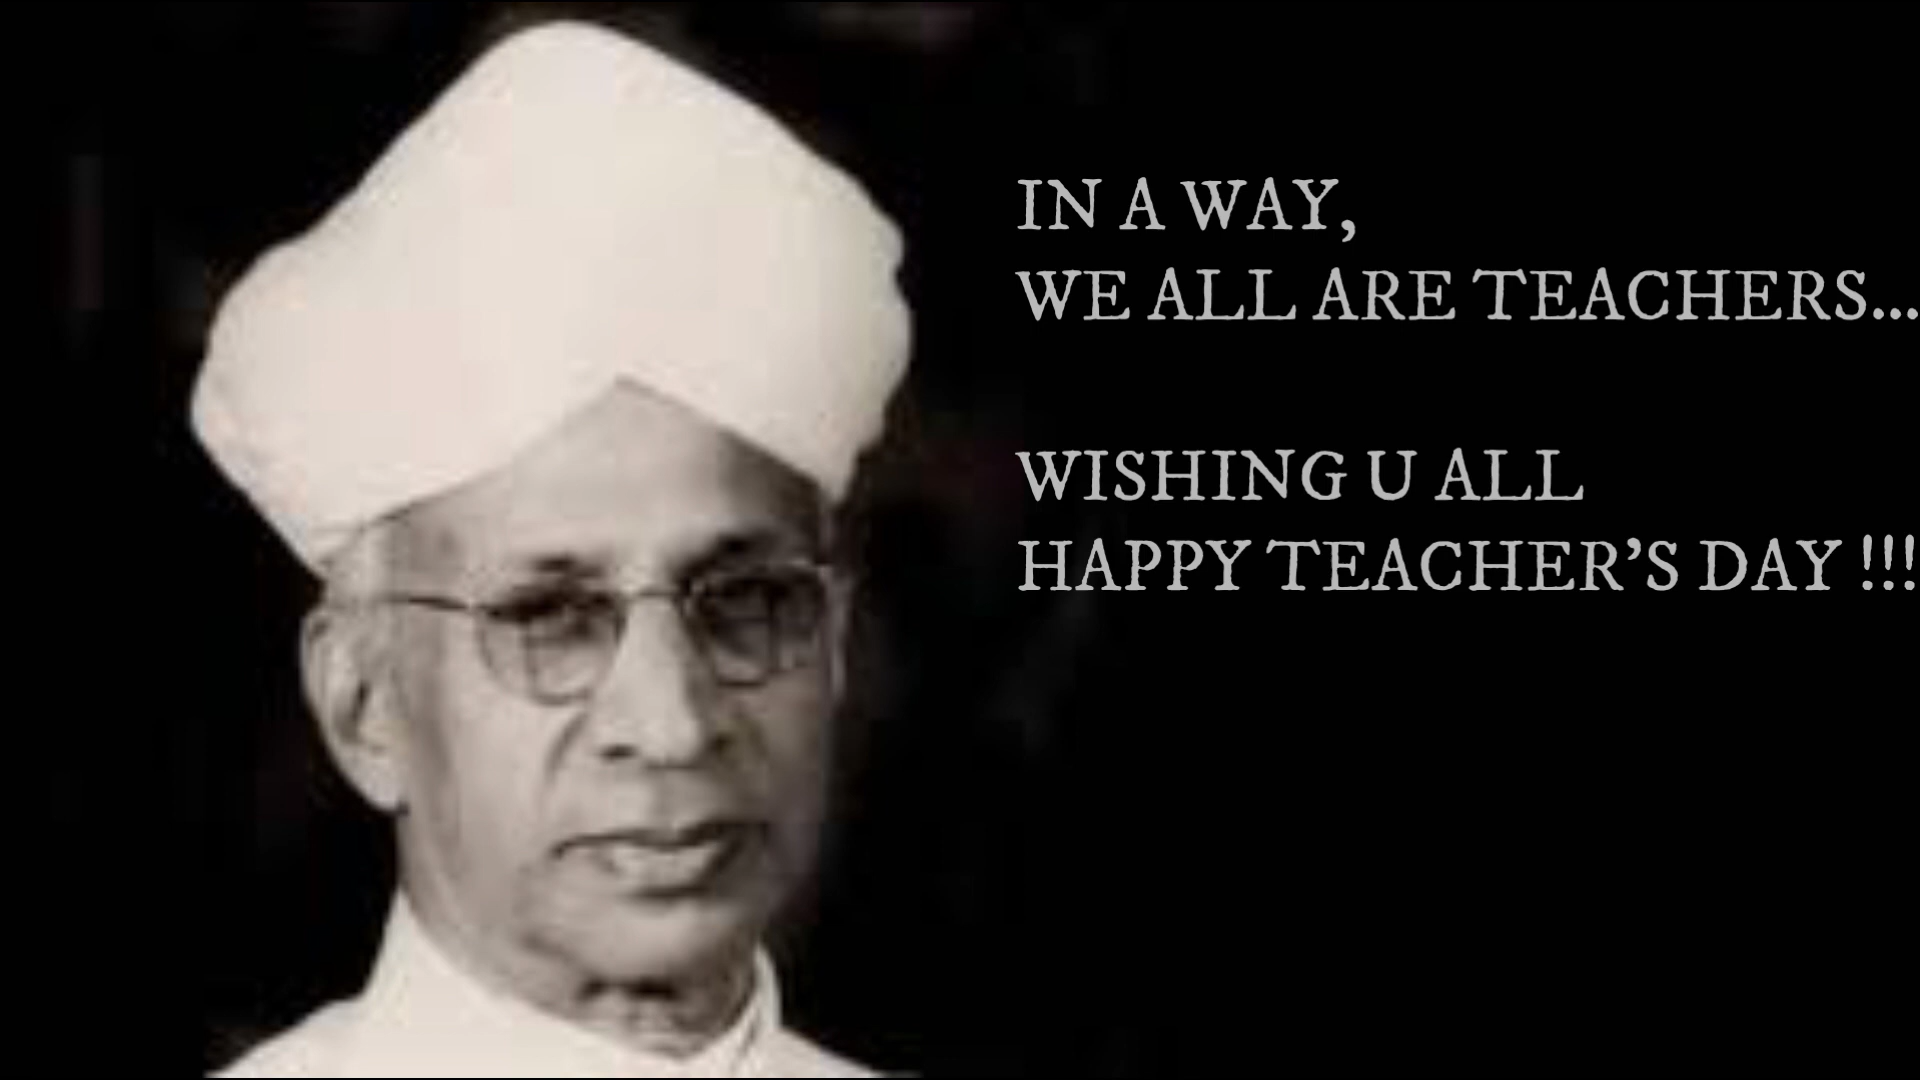 IN A WAY,
WE ALL ARE TEACHERS...
WISHING U ALL
HAPPY TEACHER'S DAY !!!